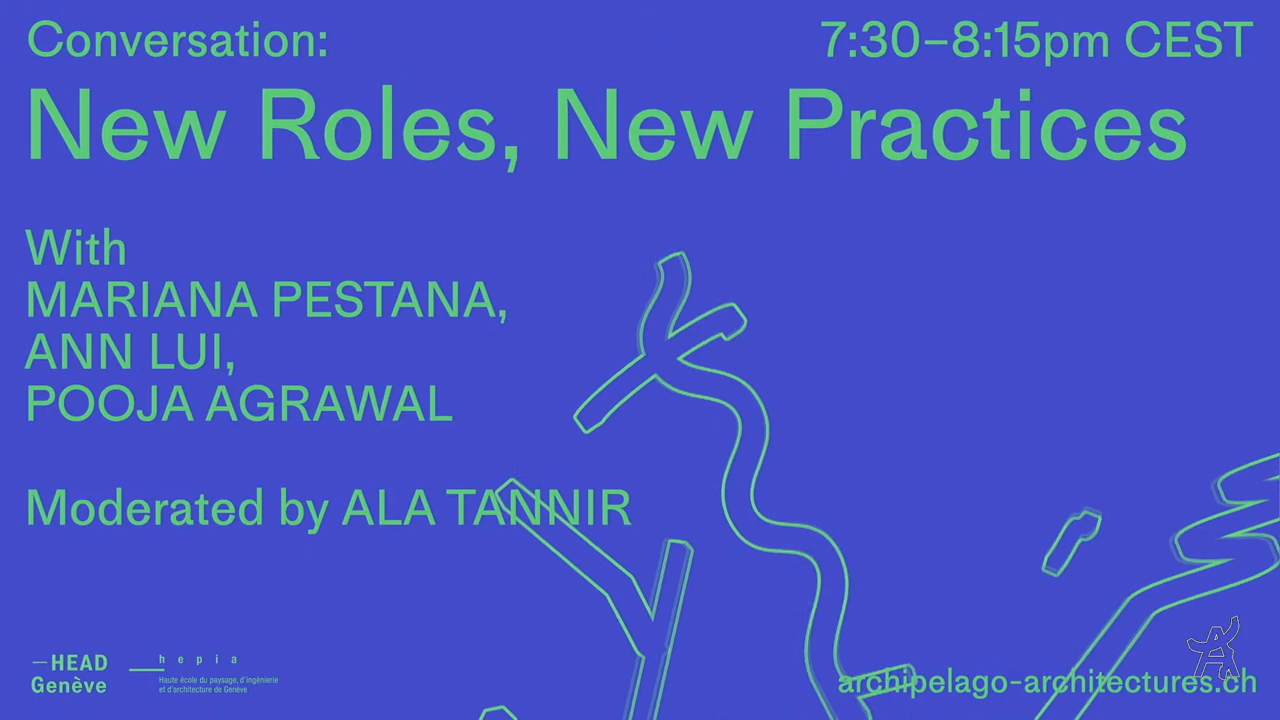 Conversation:
7:30–8:15pm CEST
New Roles, New Practices
With
MARIANA PESTANA,
ANN LUI,
POOJA AGRAWAL
Moderated by ALA TANNIR
—HEAD
Genève
hepia
Haute école du paysage, d'ingénierie
et d'architecture de Genève
archipelago-architectures.ch